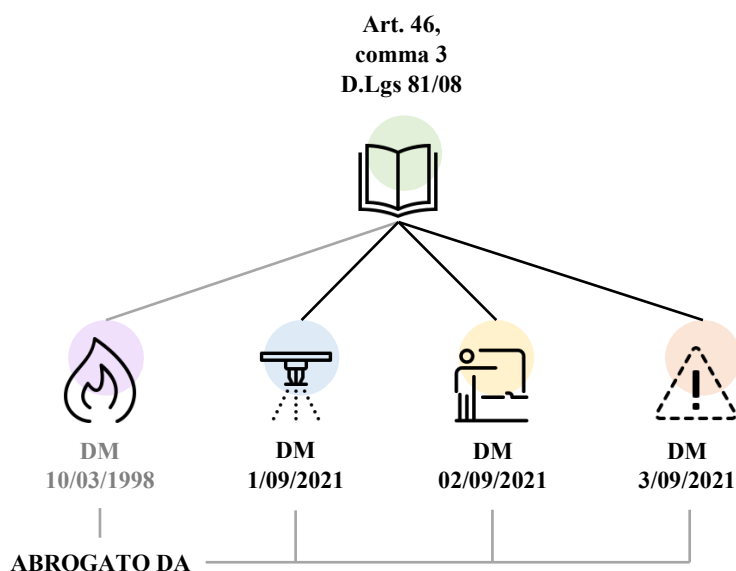 Art. 46,
comma 3
D.Lgs 81/08
DM
10/03/1998
DM
1/09/2021
DM
02/09/2021
DM
3/09/2021
ABROGATO DA